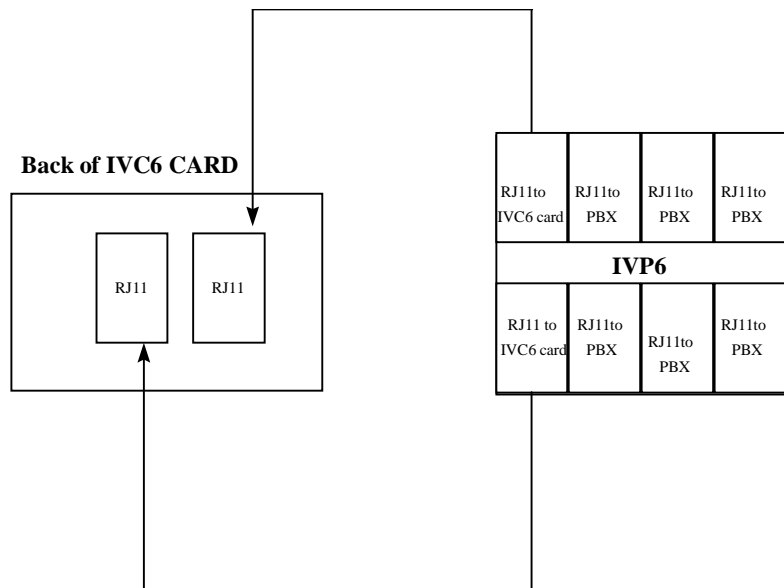 Back of IVC6 CARD
RJ11
RJ11
RJ11to
IVC6 card
RJ11to
PBX
RJ11to
PBX
RJ11to
PBX
IVP6
RJ11 to
IVC6 card
RJ11to
PBX
RJ11to
PBX
RJ11to
PBX